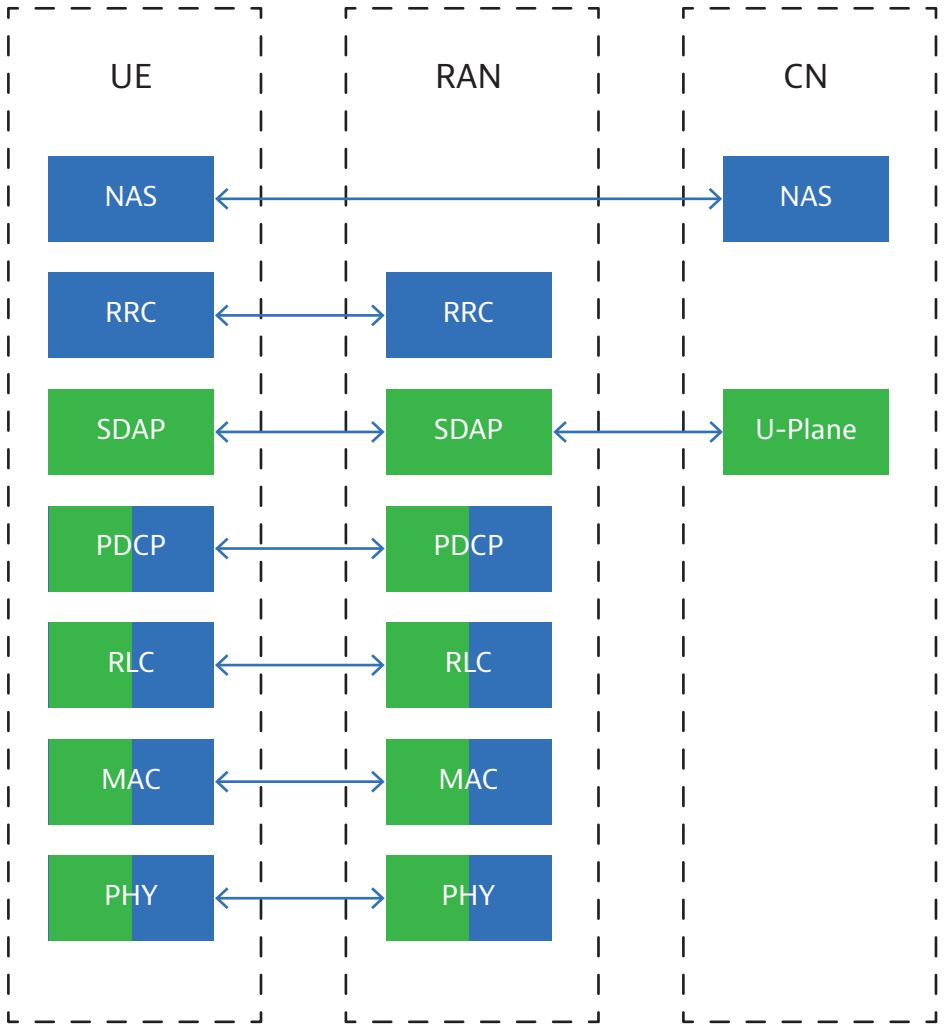 UE
RAN
CN
NAS
NAS
RRC
RRC
SDAP
SDAP
U-Plane
PDCP
PDCP
RLC
RLC
MAC
MAC
PHY
PHY